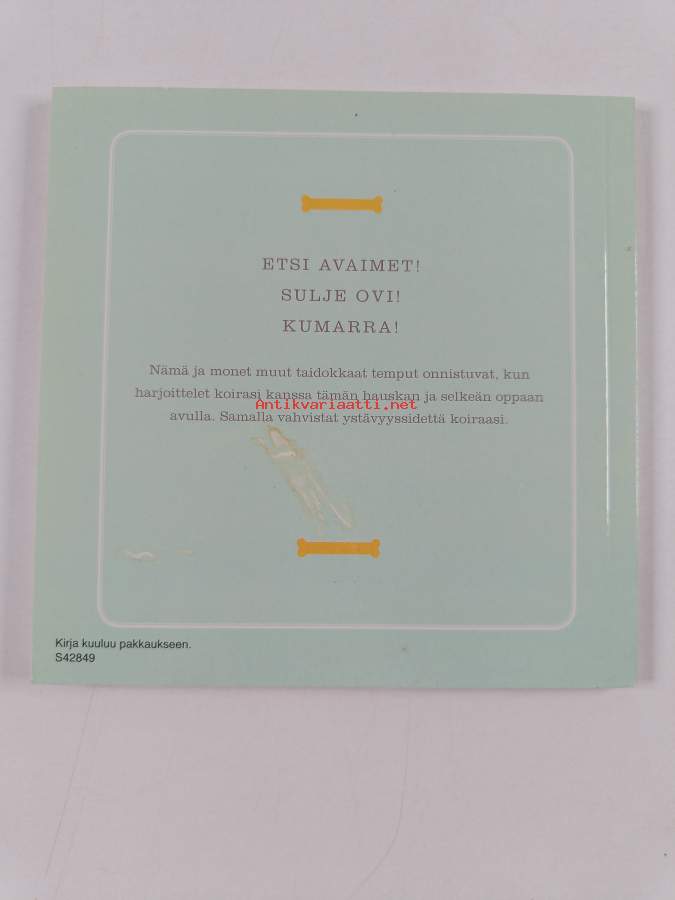 ETSI AVAIMET!
SULJE OVI!
KUMARRA!
Nämä ja monet muut taidokkaat temput onnistuvat, kun
harjoittelet koirasi kanssa tämän hauskan ja selkeän oppaan
Antikvariaatti.net
avulla. Samalla vahvistat ystävyyssidettä koiraasi.
Kirja kuuluu pakkaukseen.
S42849